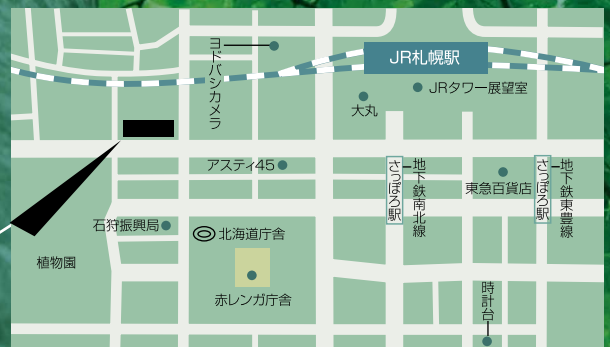 ヨドバシカメラ
JR札幌駅
JRタワー展望室
大丸
アスティ45
さっぽろ駅
地下鉄南北線
東急百貨店
さっぽろ駅
地下鉄東豊線
石狩振興局
北海道庁舎
植物園
赤レンガ庁舎
時計台